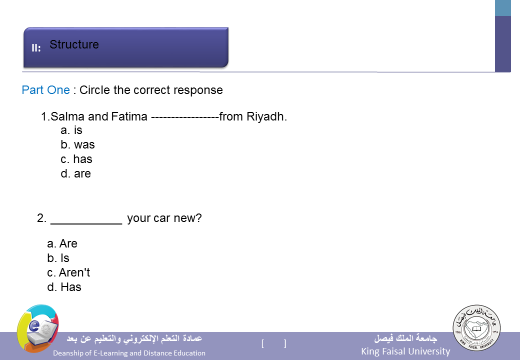 II: Structure
Part One : Circle the correct response
1.Salma and Fatima -----------------from Riyadh.
a. is
b. was
c. has
d. are
2. ___________ your car new?
a. Are
b. Is
c. Aren't
d. Has
عمادة التعلم الإلكتروني والتعليم عن بعد
Deanship of E-Learning and Distance Education
[ ]
جامعة الملك فيصل
King Faisal University